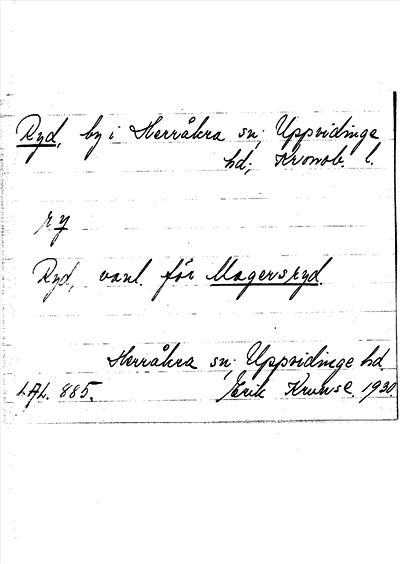 Ryd, by i Herråkra sn; Uppvidinge
hd; Kronob. l.
ry
Ryd, vanl. för Magersryd.
Herråkra sn; Uppvidinge hd.
LAL. 885. Erik Kruuse. 1930.